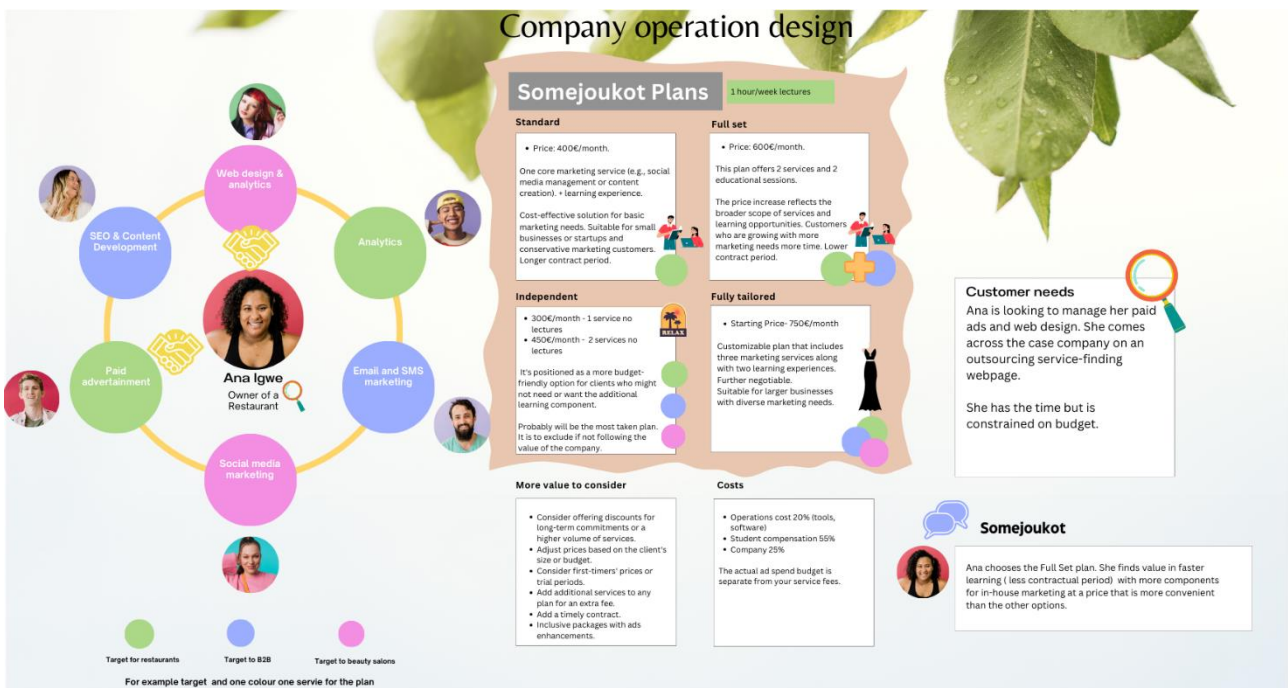 Company operation design
Somejoukot Plans
1 hour/week lectures
Web design &
analytics
SEO & Content
Development
Analytics
Paid
advertainment
Ana Igwe
Owner of a
Restaurant
Email and SMS
marketing
Social media
marketing
Target for restaurants
Target to B2B
Target to beauty salons
For example target and one colour one servie for the plan
Standard
• Price: 400€/month.
One core marketing service (e.g., social
media management or content
creation). + learning experience.
Cost-effective solution for basic
marketing needs. Suitable for small
businesses or startups and
conservative marketing customers.
Longer contract period.
Full set
• Price: 600€/month.
This plan offers 2 services and 2
educational sessions.
The price increase reflects the
broader scope of services and
learning opportunities. Customers
who are growing with more
marketing needs more time. Lower
contract period.
Independent
• 300€/month - 1 service no
lectures
• 450€/month - 2 services no
lectures
RELAX
It's positioned as a more budget-
friendly option for clients who might
not need or want the additional
learning component.
Probably will be the most taken plan.
It is to exclude if not following the
value of the company.
Fully tailored
• Starting Price- 750€/month
Customizable plan that includes
three marketing services along
with two learning experiences.
Further negotiable.
Suitable for larger businesses
with diverse marketing needs.
More value to consider
• Consider offering discounts for
long-term commitments or a
higher volume of services.
• Adjust prices based on the client's
size or budget.
• Consider first-timers' prices or
trial periods.
• Add additional services to any
plan for an extra fee.
• Add a timely contract.
• Inclusive packages with ads
enhancements.
Costs
• Operations cost 20% (tools,
software)
• Student compensation 55%
• Company 25%
The actual ad spend budget is
separate from your service fees.
Customer needs
Ana is looking to manage her paid
ads and web design. She comes
across the case company on an
outsourcing service-finding
webpage.
She has the time but is
constrained on budget.
Somejoukot
Ana chooses the Full Set plan. She finds value in faster
learning ( less contractual period) with more components
for in-house marketing at a price that is more convenient
than the other options.